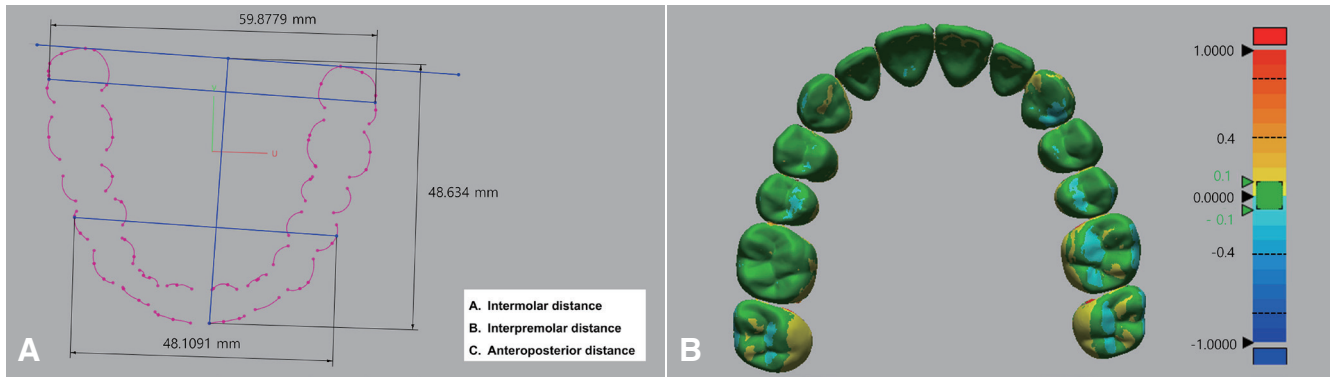 59.8779 mm
U
48.634 mm
48.1091 mm
A. Intermolar distance
B. Interpremolar distance
C. Anteroposterior distance
A
1.0000
0.4
0.1
0.0000
- 0.1
-0.4
-1.0000
B